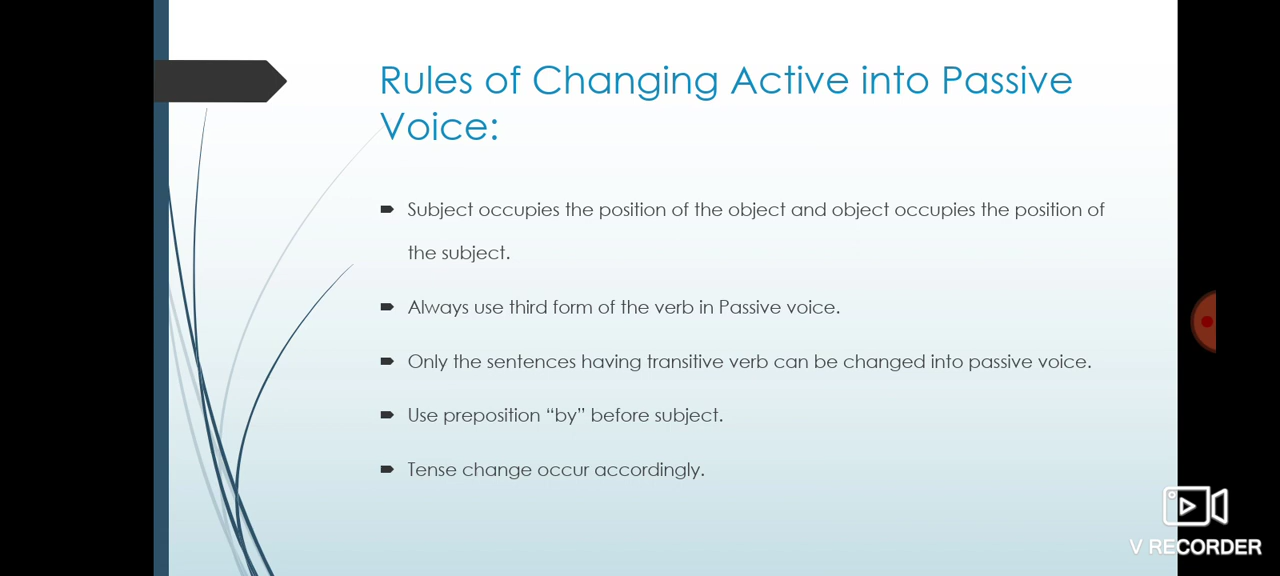 Rules of Changing Active into Passive
Voice:
Subject occupies the position of the object and object occupies the position of
the subject.
Always use third form of the verb in Passive voice.
Only the sentences having transitive verb can be changed into passive voice.
Use preposition “by” before subject.
Tense change occur accordingly.
V RECORDER